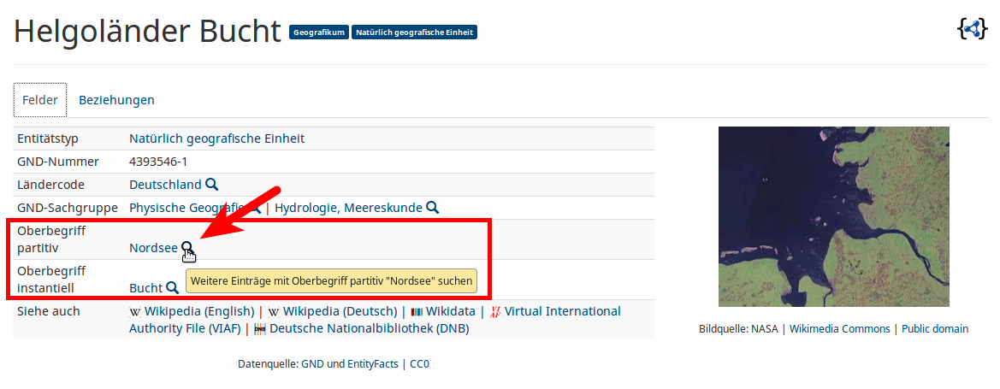 Helgoländer Bucht Geografikum Natürlich geografische Einheit
Felder Beziehungen
Entitätstyp Natürlich geografische Einheit
GND-Nummer 4393546-1
Ländercode Deutschland
GND-Sachgruppe Physische Geografie | Hydrologie, Meereskunde
Oberbegriff
partitiv Nordsee
Oberbegriff
instantiell Bucht
Weitere Einträge mit Oberbegriff partitiv "Nordsee" suchen
Siehe auch W Wikipedia (English) | W Wikipedia (Deutsch) | Wikidata | VIAF Virtual International
Authority File (VIAF) | DNB Deutsche Nationalbibliothek (DNB)
Bildquelle: NASA | Wikimedia Commons | Public domain
Datenquelle: GND und EntityFacts | CC0